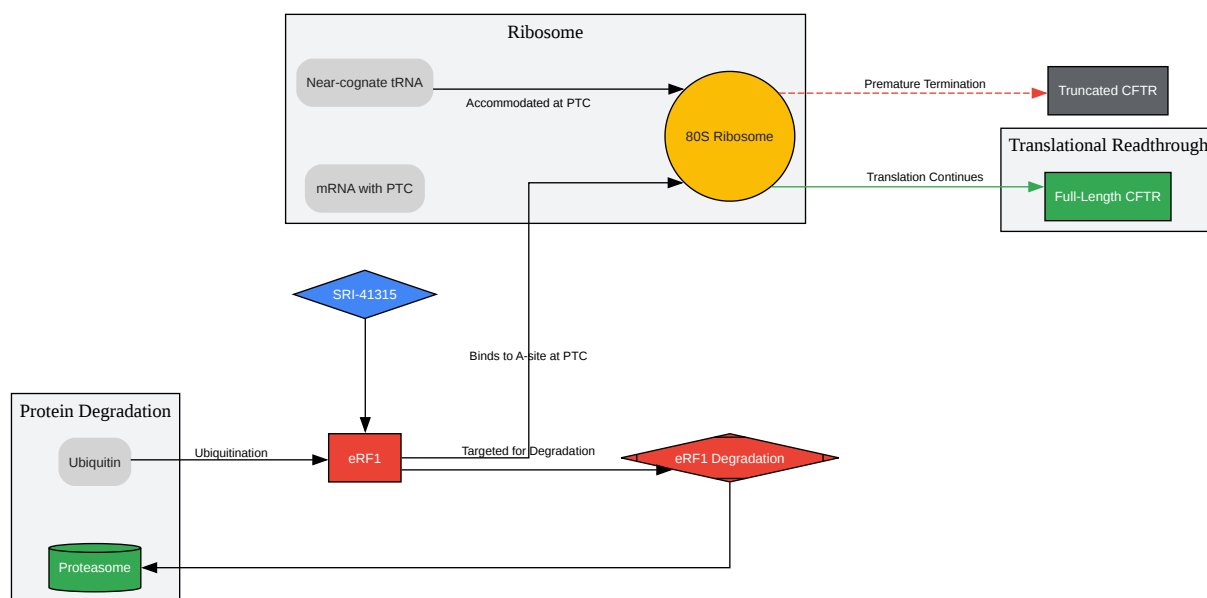 Ribosome
Near-cognate tRNA
Accommodated at PTC
mRNA with PTC
80S Ribosome
Premature Termination
Truncated CFTR
Translational Readthrough
Translation Continues
Full-Length CFTR
SRI-41315
Binds to A-site at PTC
Protein Degradation
Ubiquitin
Ubiquitination
eRF1
Targeted for Degradation
eRF1 Degradation
Proteasome